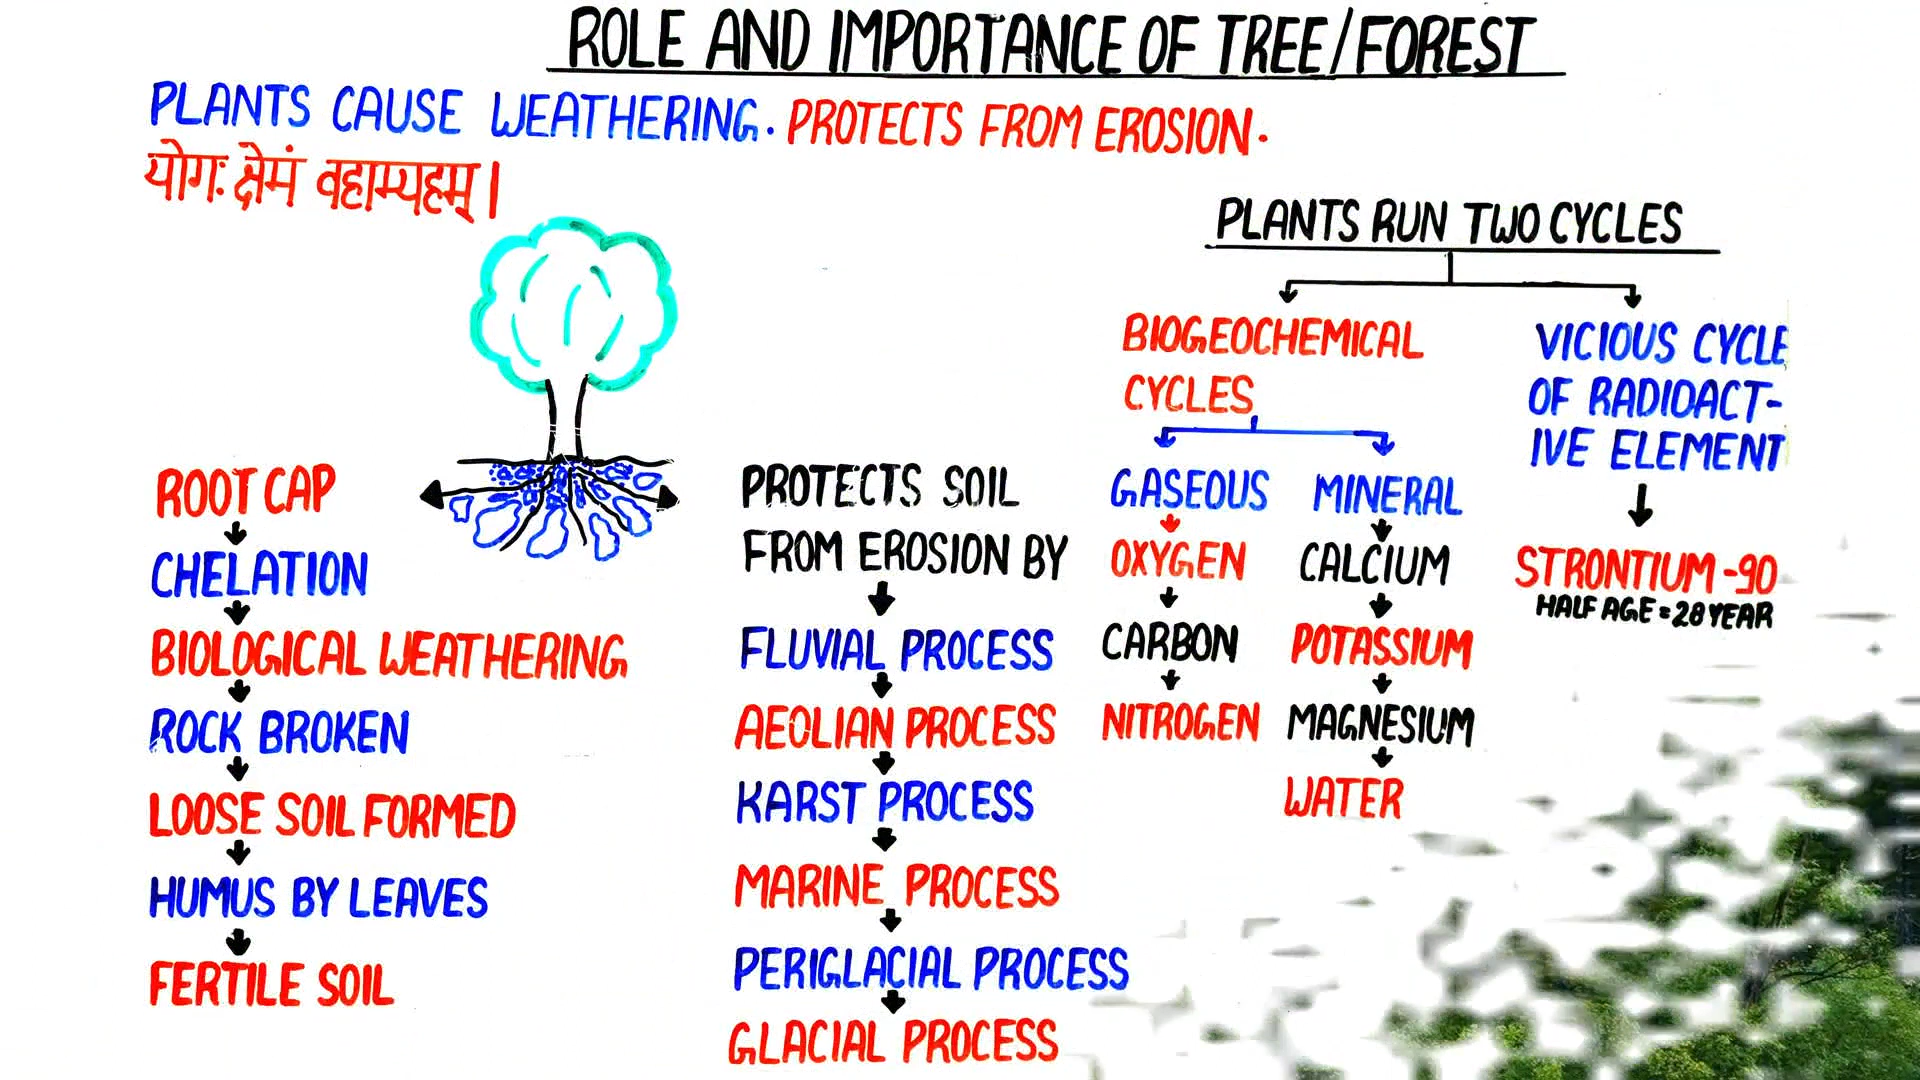 ROLE AND IMPORTANCE OF TREE/FOREST
PLANTS CAUSE WEATHERING. PROTECTS FROM EROSION.
योगः क्षेमं वहाम्यहम् |
ROOT CAP
CHELATION
BIOLOGICAL WEATHERING
ROCK BROKEN
LOOSE SOIL FORMED
HUMUS BY LEAVES
FERTILE SOIL
PROTECTS SOIL
FROM EROSION BY
FLUVIAL PROCESS
AEOLIAN PROCESS
KARST PROCESS
MARINE PROCESS
PERIGLACIAL PROCESS
GLACIAL PROCESS
PLANTS RUN TWO CYCLES
BIOGEOCHEMICAL
CYCLES
GASEOUS
OXYGEN
CARBON
NITROGEN
MINERAL
CALCIUM
POTASSIUM
MAGNESIUM
WATER
VICIOUS CYCLE
OF RADIOACT-
IVE ELEMENT
STRONTIUM-90
HALF AGE = 28 YEAR